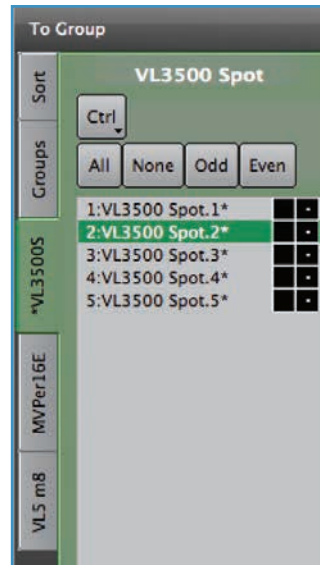 To Group
Sort
Groups
*VL3500S
MVPer16E
VL5 m8
VL3500 Spot
Ctrl
All None Odd Even
1:VL3500 Spot.1*
2:VL3500 Spot.2*
3:VL3500 Spot.3*
4:VL3500 Spot.4*
5:VL3500 Spot.5*